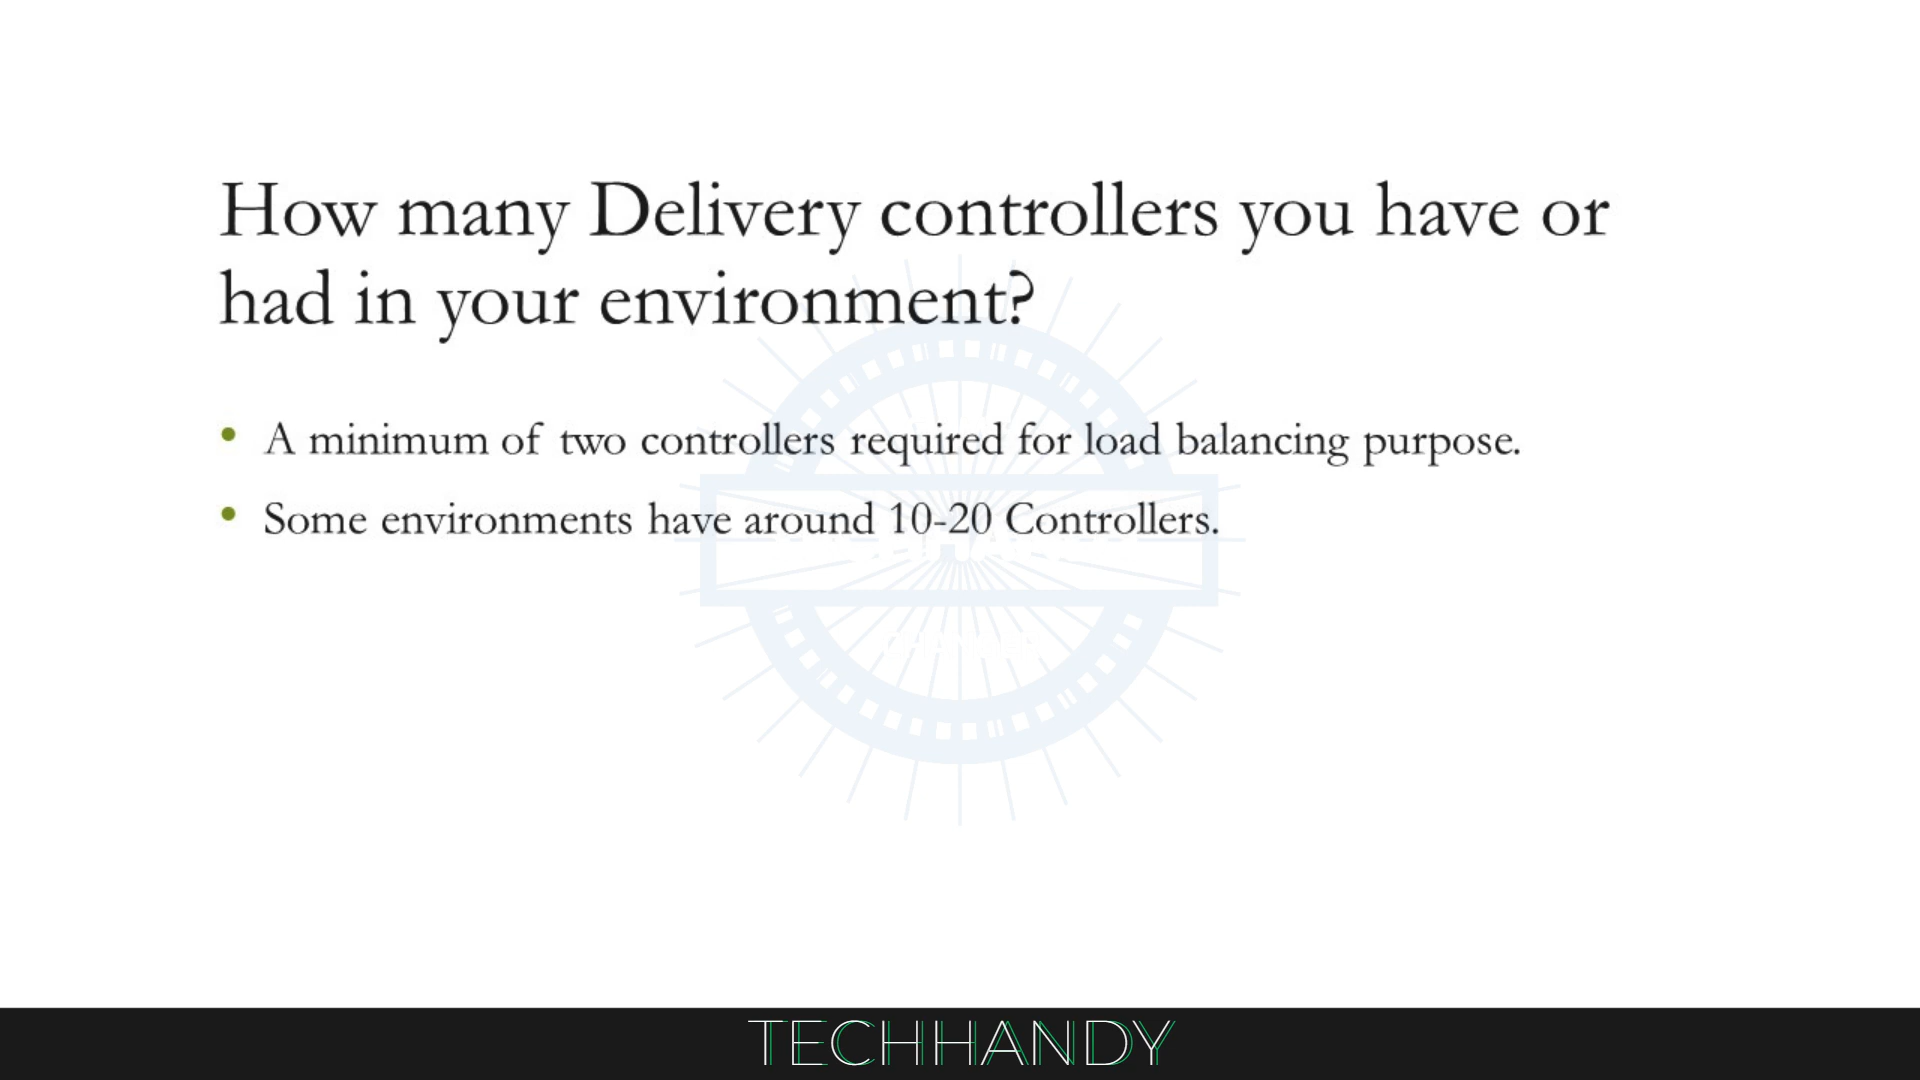 How many Delivery controllers you have or
had in your environment?
• A minimum of two controllers required for load balancing purpose.
• Some environments have around 10-20 Controllers.
TECHHANDY